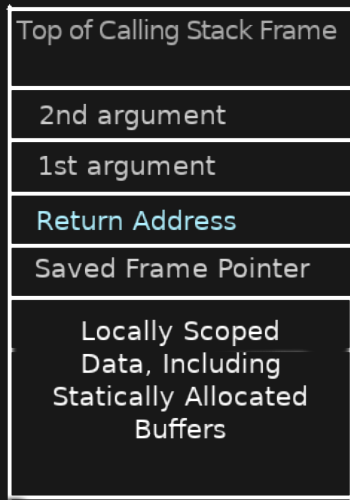 Top of Calling Stack Frame
2nd argument
1st argument
Return Address
Saved Frame Pointer
Locally Scoped
Data, Including
Statically Allocated
Buffers